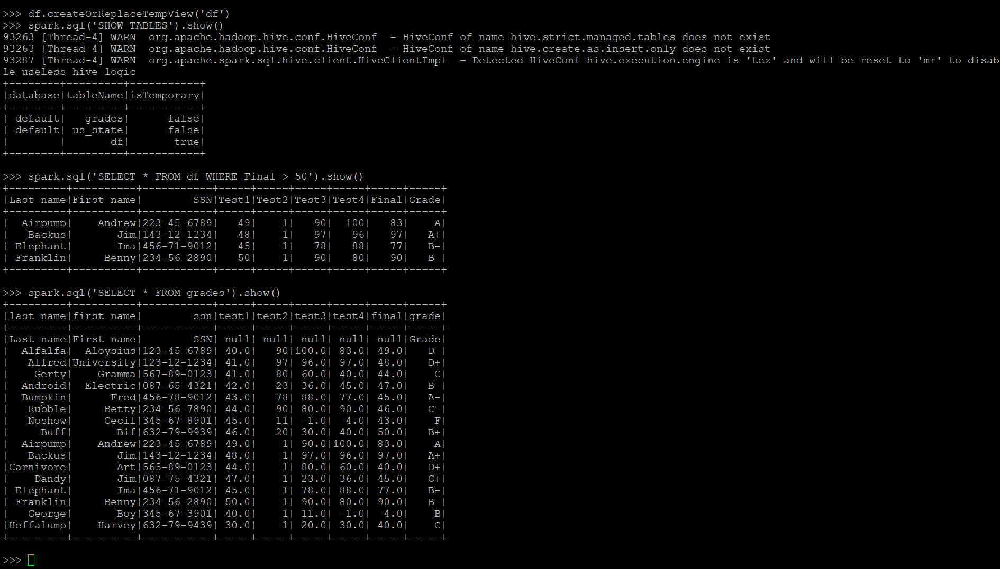 >>> df.createOrReplaceTempView('df')
>>> spark.sql('SHOW TABLES').show()
93263 [Thread-4] WARN  org.apache.hadoop.hive.conf.HiveConf  - HiveConf of name hive.strict.managed.tables does not exist
93263 [Thread-4] WARN  org.apache.hadoop.hive.conf.HiveConf  - HiveConf of name hive.create.as.insert.only does not exist
93287 [Thread-4] WARN  org.apache.spark.sql.hive.client.HiveClientImpl  - Detected HiveConf hive.execution.engine is 'tez' and will be reset to 'mr' to disab
le useless hive logic
+--------+---------+-----------+
|database|tableName|isTemporary|
+--------+---------+-----------+
| default|   grades|      false|
| default| us_state|      false|
|        |       df|       true|
+--------+---------+-----------+

>>> spark.sql('SELECT * FROM df WHERE Final > 50').show()
+---------+----------+-----------+-----+-----+-----+-----+-----+-----+
|Last name|First name|        SSN|Test1|Test2|Test3|Test4|Final|Grade|
+---------+----------+-----------+-----+-----+-----+-----+-----+-----+
|  Airpump|    Andrew|223-45-6789|   49|    1|   90|  100|   83|    A|
|   Backus|       Jim|143-12-1234|   48|    1|   97|   96|   97|   A+|
| Elephant|       Ima|456-71-9012|   45|    1|   78|   88|   77|   B-|
| Franklin|     Benny|234-56-2890|   50|    1|   90|   80|   90|   B-|
+---------+----------+-----------+-----+-----+-----+-----+-----+-----+

>>> spark.sql('SELECT * FROM grades').show()
+---------+----------+-----------+-----+-----+-----+-----+-----+-----+
|last name|first name|        ssn|test1|test2|test3|test4|final|grade|
+---------+----------+-----------+-----+-----+-----+-----+-----+-----+
|Last name|First name|        SSN| null| null| null| null| null|Grade|
|  Alfalfa|  Aloysius|123-45-6789| 40.0|   90|100.0| 83.0| 49.0|   D-|
|   Alfred|University|123-12-1234| 41.0|   97| 96.0| 97.0| 48.0|   D+|
|    Gerty|    Gramma|567-89-0123| 41.0|   80| 60.0| 40.0| 44.0|    C|
|  Android|  Electric|087-65-4321| 42.0|   23| 36.0| 45.0| 47.0|   B-|
|  Bumpkin|      Fred|456-78-9012| 43.0|   78| 88.0| 77.0| 45.0|   A-|
|   Rubble|     Betty|234-56-7890| 44.0|   90| 80.0| 90.0| 46.0|   C-|
|   Noshow|     Cecil|345-67-8901| 45.0|   11| -1.0|  4.0| 43.0|    F|
|     Buff|       Bif|632-79-9939| 46.0|   20| 30.0| 40.0| 50.0|   B+|
|  Airpump|    Andrew|223-45-6789| 49.0|    1| 90.0|100.0| 83.0|    A|
|   Backus|       Jim|143-12-1234| 48.0|    1| 97.0| 96.0| 97.0|   A+|
|Carnivore|       Art|565-89-0123| 44.0|    1| 80.0| 60.0| 40.0|   D+|
|    Dandy|       Jim|087-75-4321| 47.0|    1| 23.0| 36.0| 45.0|   C+|
| Elephant|       Ima|456-71-9012| 45.0|    1| 78.0| 88.0| 77.0|   B-|
| Franklin|     Benny|234-56-2890| 50.0|    1| 90.0| 80.0| 90.0|   B-|
|   George|       Boy|345-67-3901| 40.0|    1| 11.0| -1.0|  4.0|    B|
|Heffalump|    Harvey|632-79-9439| 30.0|    1| 20.0| 30.0| 40.0|    C|
+---------+----------+-----------+-----+-----+-----+-----+-----+-----+

>>>